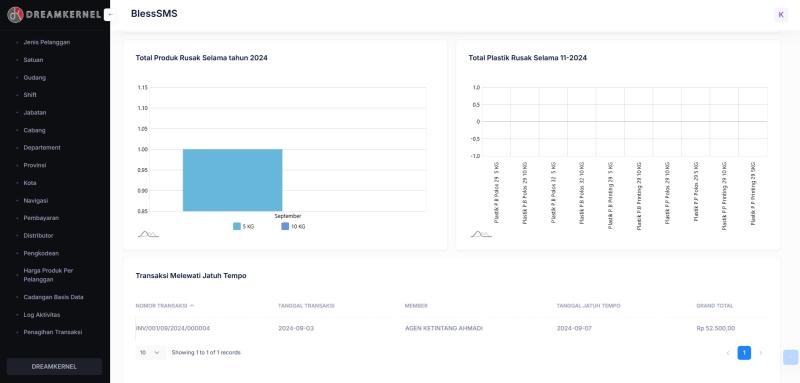 DREAMKERNEL
BlessSMS
K
Jenis Pelanggan
Satuan
Gudang
Shift
Jabatan
Cabang
Departement
Provinsi
Kota
Navigasi
Pembayaran
Distributor
Pengkodean
Harga Produk Per
Pelanggan
Cadangan Basis Data
Log Aktivitas
Penagihan Transaksi
DREAMKERNEL
Total Produk Rusak Selama tahun 2024
1.15
1.10
1.05
1.00
0.95
0.90
0.85
September
5 KG
10 KG
Total Plastik Rusak Selama 11-2024
1.0
0.5
0
-0.5
-1.0
Plastik P.B Polos 29 5 KG
Plastik P.B Polos 29 10 KG
Plastik P.B Polos 32 5 KG
Plastik P.B Polos 32 10 KG
Plastik P.B Printing 29 5 KG
Plastik P.B Printing 29 10 KG
Plastik P.P Polos 29 10 KG
Plastik P.P Polos 29 5 KG
Plastik P.P Printing 29 10 KG
Plastik P.P Printing 29 5KG
Transaksi Melewati Jatuh Tempo
NOMOR TRANSAKSI TANGGAL TRANSAKSI MEMBER TANGGAL JATUH TEMPO GRAND TOTAL
INV/001/09/2024/000004 2024-09-03 AGEN KETINTANG AHMADI 2024-09-07 Rp 52.500,00
10 Showing 1 to 1 of 1 records 1